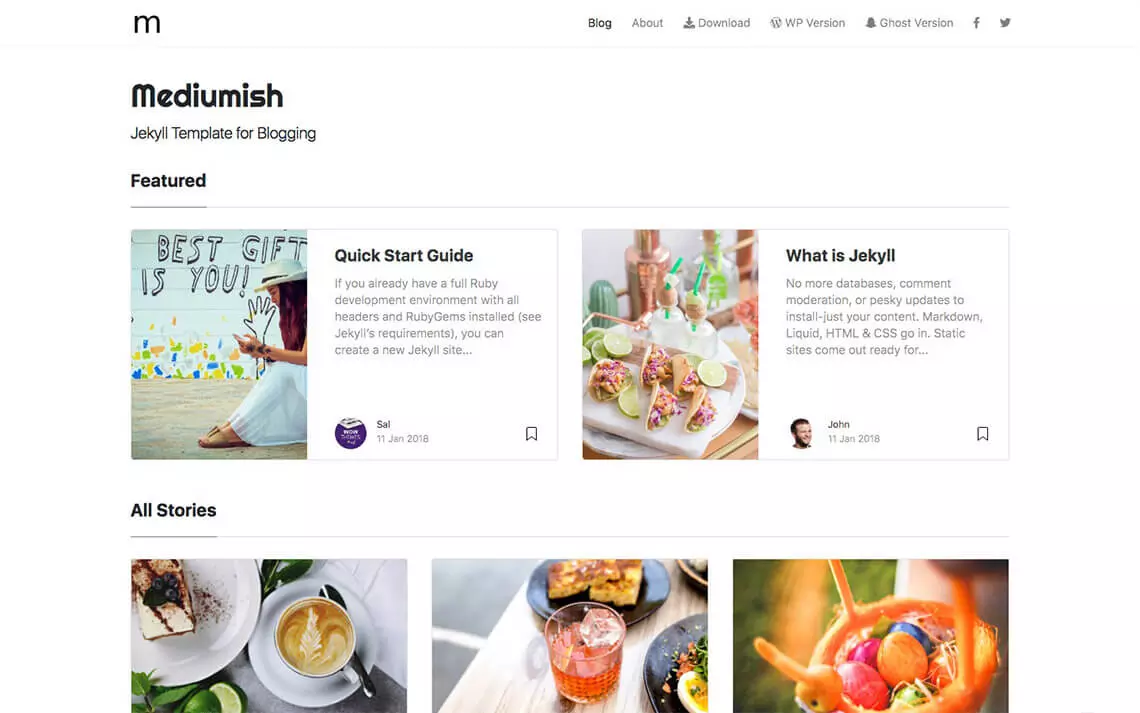 m
Blog About Download WP Version Ghost Version
Mediumish
Jekyll Template for Blogging
Featured
BEST GIFT
IS YOU!
Quick Start Guide
If you already have a full Ruby
development environment with all
headers and RubyGems installed (see
Jekyll’s requirements), you can
create a new Jekyll site...
WOW
THEMES
Sal
11 Jan 2018
What is Jekyll
No more databases, comment
moderation, or pesky updates to
install-just your content. Markdown,
Liquid, HTML & CSS go in. Static
sites come out ready for...
John
11 Jan 2018
All Stories